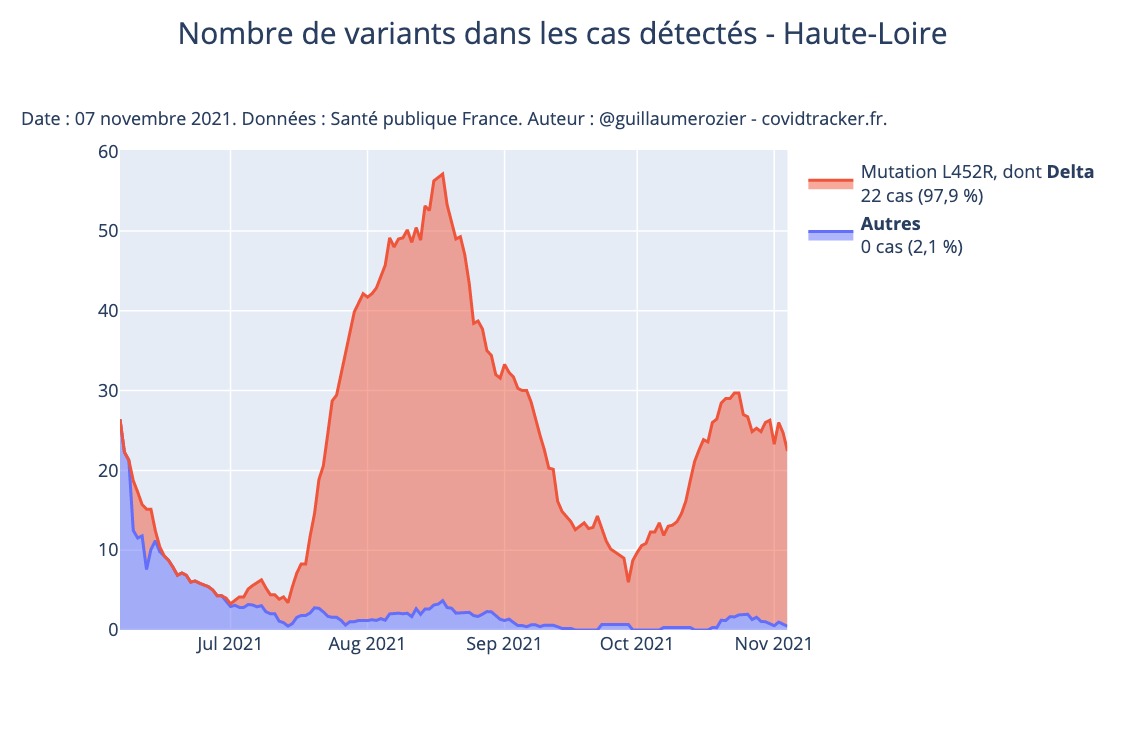 Nombre de variants dans les cas détectés - Haute-Loire
Date : 07 novembre 2021. Données : Santé publique France. Auteur : @guillaumerozier - covidtracker.fr.
60
50
40
30
20
10
0
Jul 2021
Aug 2021
Sep 2021
Oct 2021
Nov 2021
Mutation L452R, dont Delta
22 cas (97,9 %)
Autres
0 cas (2,1 %)